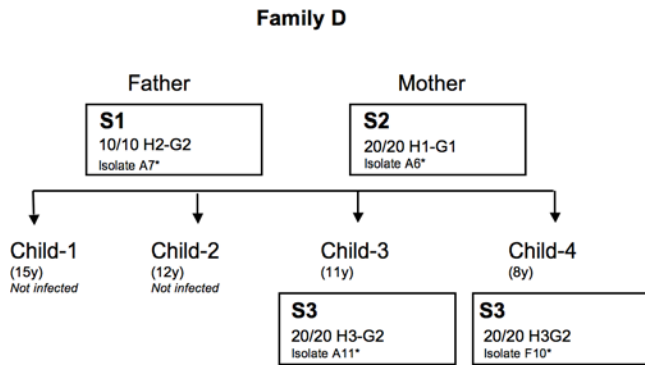 Family D
Father
Mother
S1
10/10 H2-G2
Isolate A7*
S2
20/20 H1-G1
Isolate A6*
Child-1
(15y)
Not infected
Child-2
(12y)
Not infected
Child-3
(11y)
Child-4
(8y)
S3
20/20 H3-G2
Isolate A11*
S3
20/20 H3G2
Isolate F10*